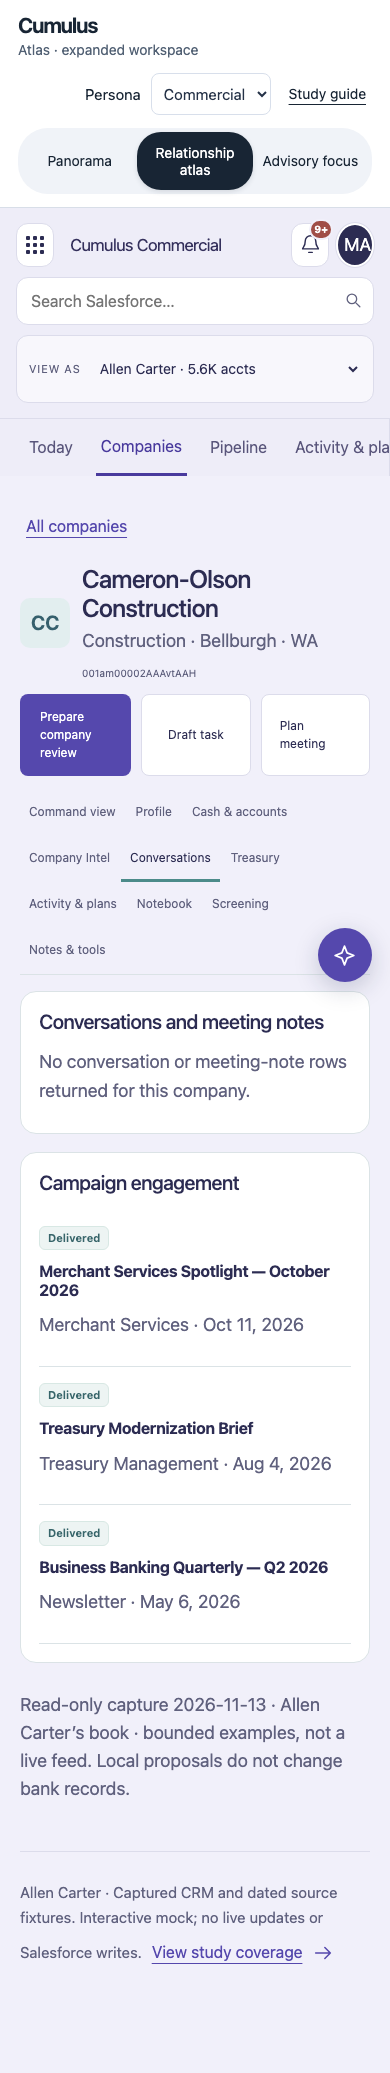 Cumulus
Atlas · expanded workspace
Persona
Commercial
Study guide
Panorama
Relationship
atlas
Advisory focus
Cumulus Commercial
9+
MA
Search Salesforce...
VIEW AS
Allen Carter · 5.6K accts
Today
Companies
Pipeline
Activity & pla
All companies
CC
Cameron-Olson
Construction
Construction · Bellburgh · WA
001am00002AAAvtAAH
Prepare
company
review
Draft task
Plan
meeting
Command view
Profile
Cash & accounts
Company Intel
Conversations
Treasury
Activity & plans
Notebook
Screening
Notes & tools
Conversations and meeting notes
No conversation or meeting-note rows
returned for this company.
Campaign engagement
Delivered
Merchant Services Spotlight — October
2026
Merchant Services · Oct 11, 2026
Delivered
Treasury Modernization Brief
Treasury Management · Aug 4, 2026
Delivered
Business Banking Quarterly — Q2 2026
Newsletter · May 6, 2026
Read-only capture 2026-11-13 · Allen
Carter’s book · bounded examples, not a
live feed. Local proposals do not change
bank records.
Allen Carter · Captured CRM and dated source
fixtures. Interactive mock; no live updates or
Salesforce writes. View study coverage →